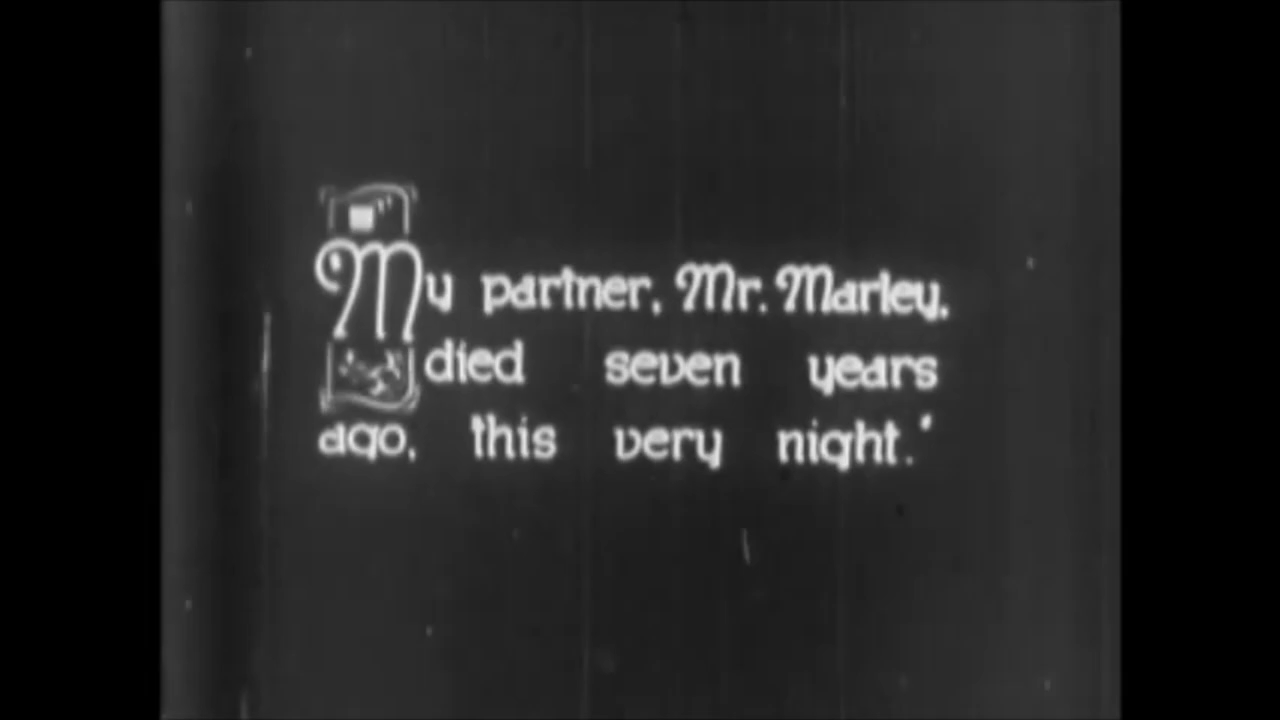 My partner, Mr. Marley,
died seven years
ago, this very night.'